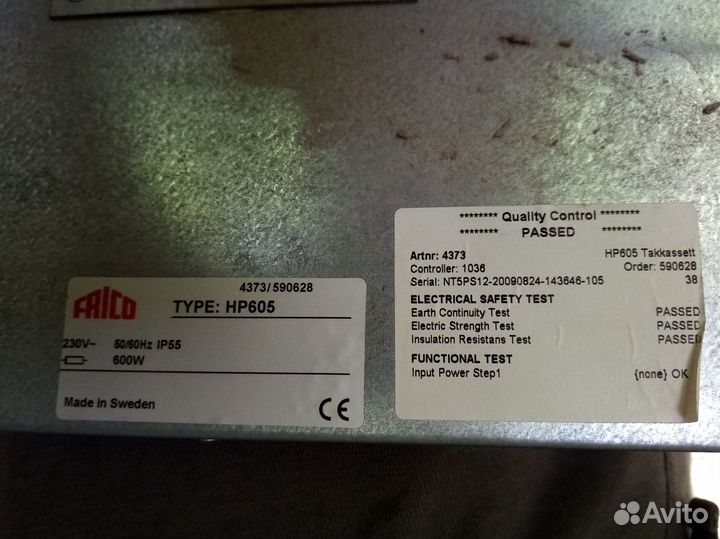 4373/590628
FRICO
TYPE: HP605
230V~ 50/60Hz IP55
600W
Made in Sweden
CE
******** Quality Control ********
******** PASSED ********
Artnr: 4373 HP605 Takkassett
Controller: 1036 Order: 590628
Serial: NT5PS12-20090824-143646-105 38
ELECTRICAL SAFETY TEST
Earth Continuity Test PASSED
Electric Strength Test PASSED
Insulation Resistans Test PASSED
FUNCTIONAL TEST
Input Power Step1 {none} OK
Avito